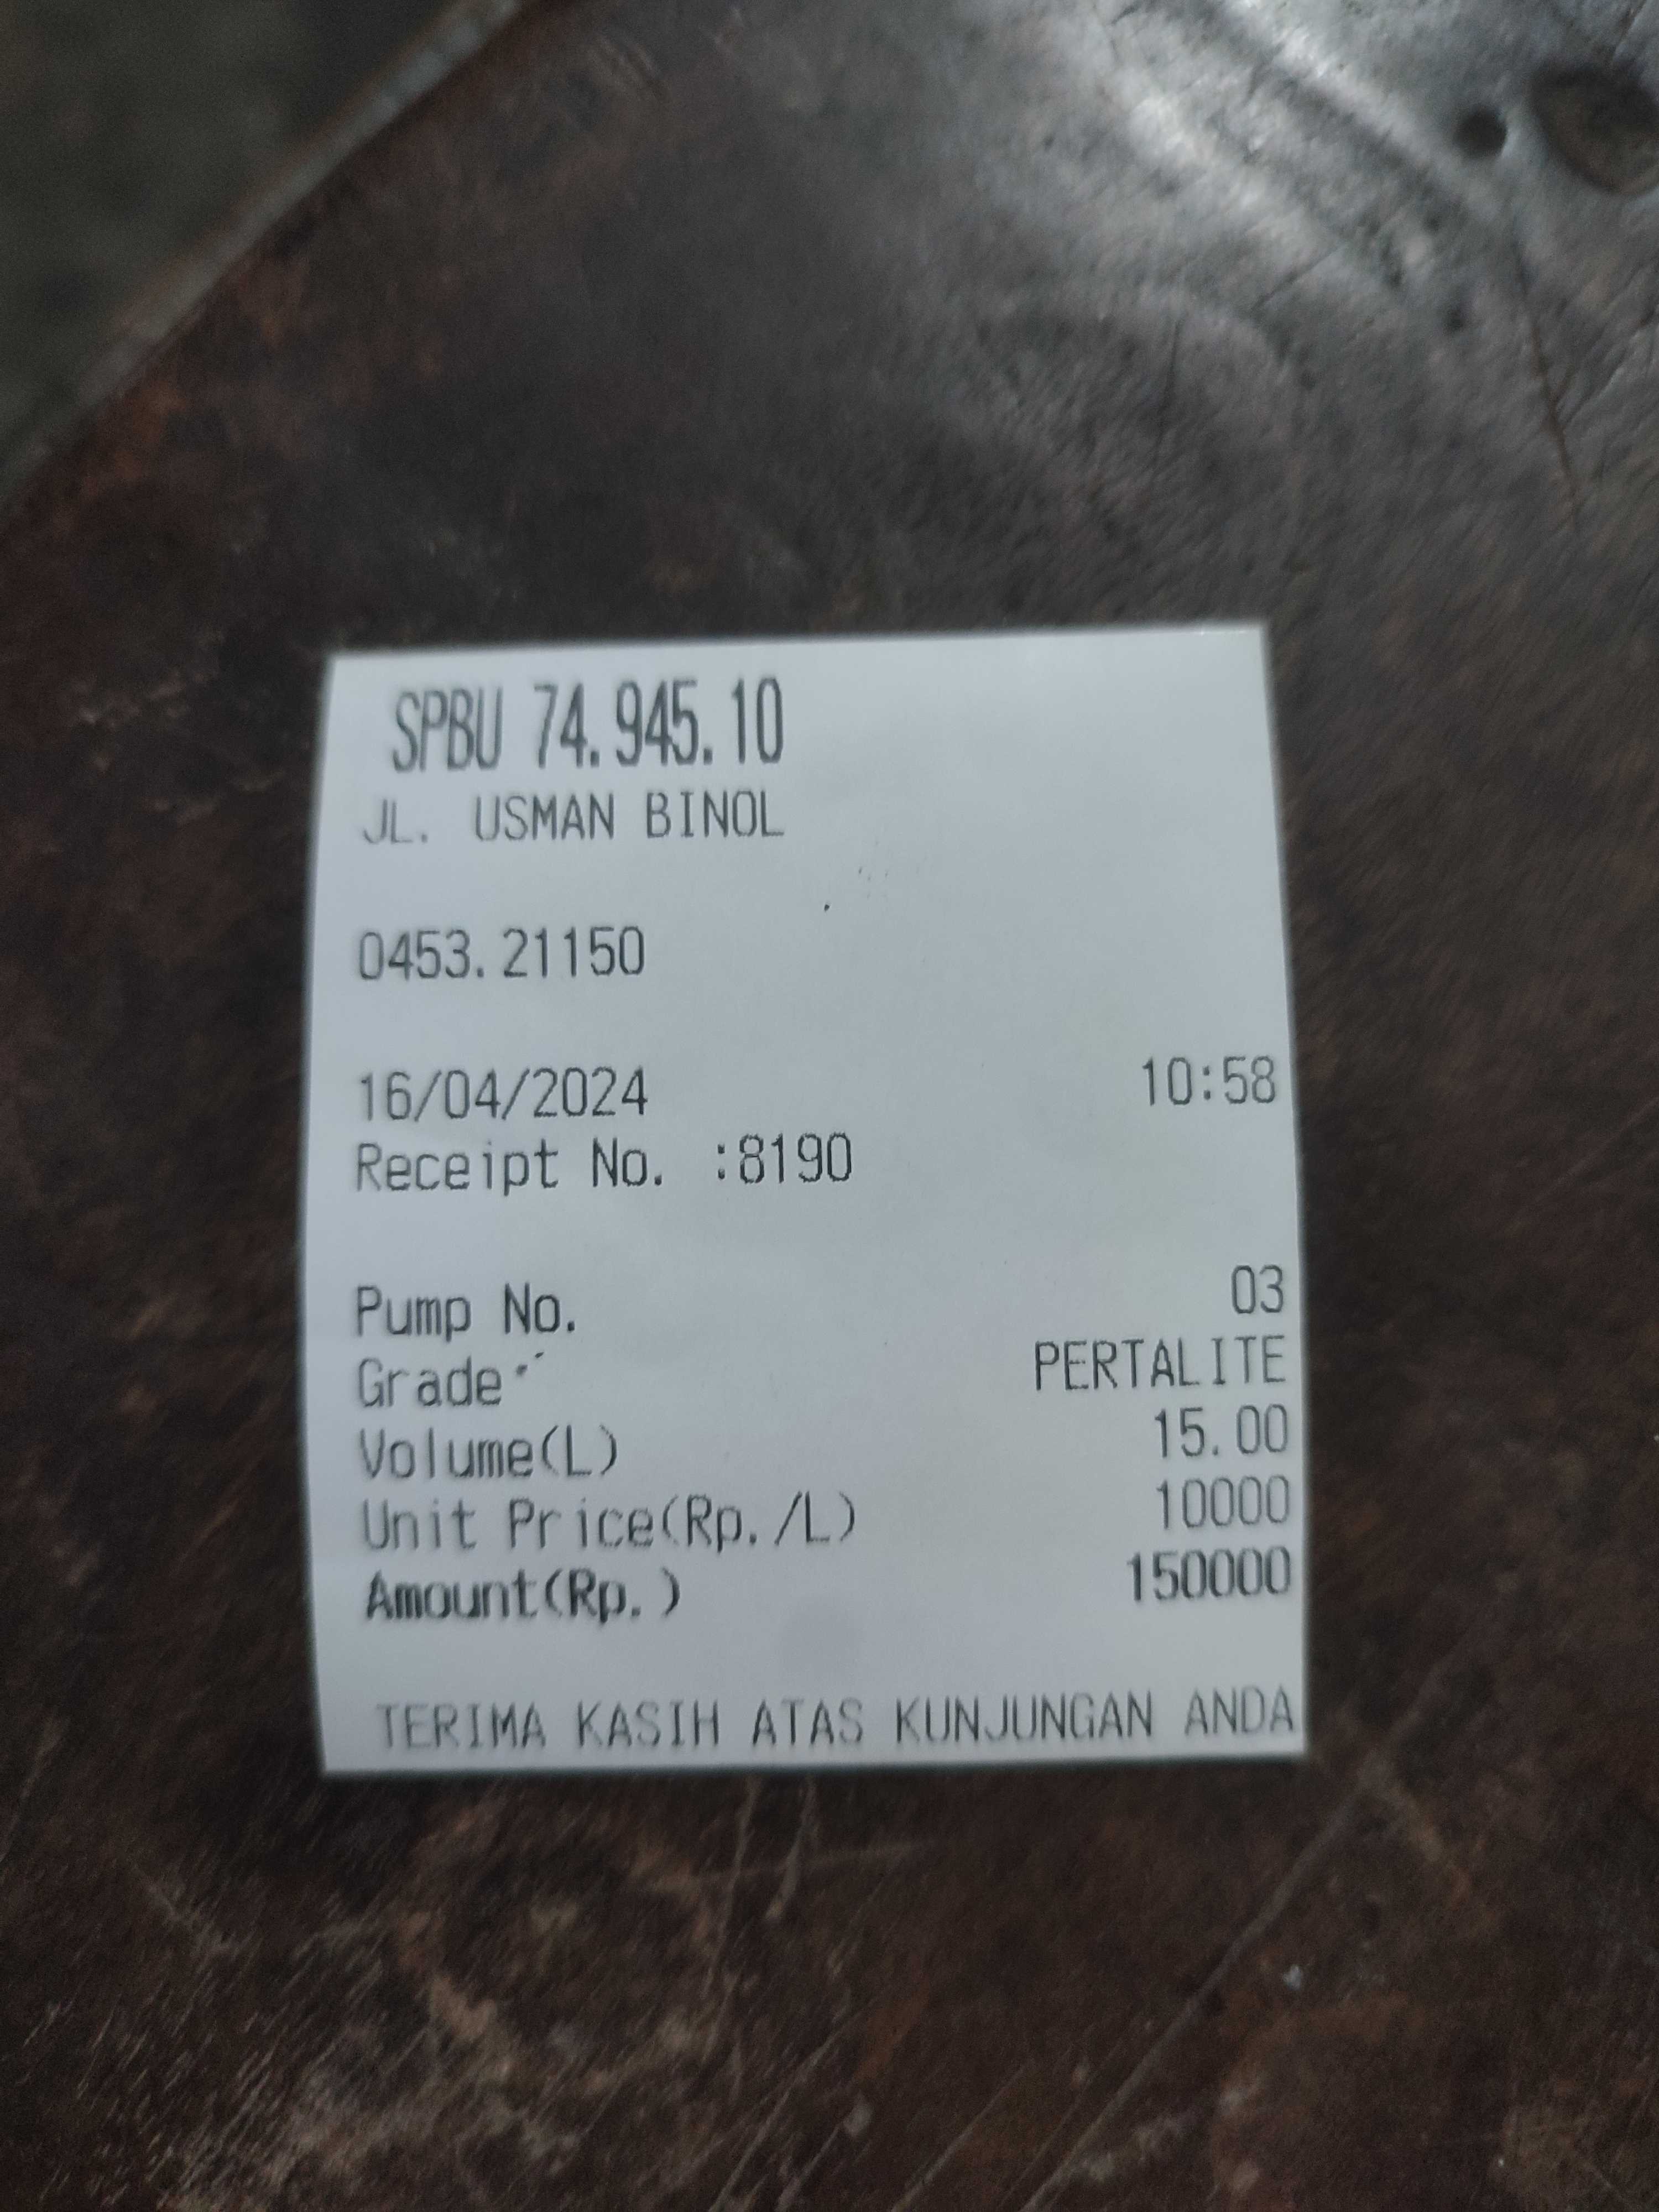 SPBU 74.945.10
JL. USMAN BINOL
0453.21150
16/04/2024 10:58
Receipt No. :8190
Pump No. 03
Grade PERTALITE
Volume(L) 15.00
Unit Price(Rp./L) 10000
Amount(Rp.) 150000
TERIMA KASIH ATAS KUNJUNGAN ANDA